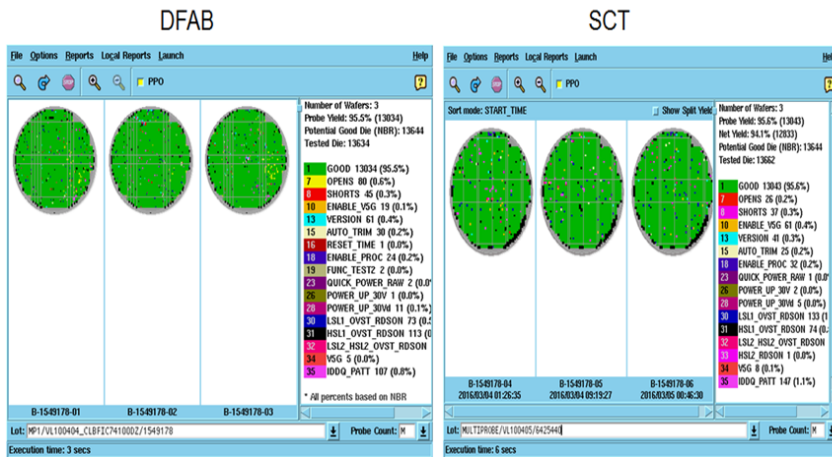 DFAB
File Options Reports Local Reports Launch Help
PPO
Number of Wafers: 3
Probe Yield: 95.5% (13034)
Potential Good Die (NBR): 13644
Tested Die: 13634
1 GOOD 13034 (95.5%)
7 OPENS 80 (0.6%)
8 SHORTS 45 (0.3%)
10 ENABLE_V5G 19 (0.1%)
13 VERSION 61 (0.4%)
15 AUTO_TRIM 30 (0.2%)
16 RESET_TIME 1 (0.0%)
18 ENABLE_PROC 24 (0.2%)
19 FUNC_TEST2 2 (0.0%)
23 QUICK_POWER_RAW 2 (0.0%
26 POWER_UP_30V 1 (0.0%)
28 POWER_UP_30Vd 11 (0.1%)
30 LSL1_OVST_RDSON 73 (0.
31 HSL1_OVST_RDSON 113 (0
32 LSL2_HSL2_OVST_RDSON
34 V5G 5 (0.0%)
35 IDDQ_PATT 107 (0.8%)
* All percents based on NBR
B-1549178-01 B-1549178-02 B-1549178-03
Lot: MP1/VL100404_CLBFIC74100DZ/1549178 Probe Count: M
Execution time: 3 secs
SCT
File Options Reports Local Reports Launch Hel
PPO
Sort mode: START_TIME Show Split Yield
Number of Wafers: 3
Probe Yield: 95.6% (13043)
Net Yield: 94.1% (12833)
Potential Good Die (NBR): 13644
Tested Die: 13662
1 GOOD 13043 (95.6%)
7 OPENS 26 (0.2%)
8 SHORTS 37 (0.3%)
10 ENABLE_V5G 61 (0.4%)
13 VERSION 41 (0.3%)
15 AUTO_TRIM 25 (0.2%)
18 ENABLE_PROC 32 (0.2%)
23 QUICK_POWER_RAW 1 (0
26 POWER_UP_30V 2 (0.0%)
28 POWER_UP_30Vd 5 (0.0%)
30 LSL1_OVST_RDSON 133 (1
31 HSL1_OVST_RDSON 74 (0.
32 LSL2_HSL2_OVST_RDSON
33 HSL2_RDSON 1 (0.0%)
34 V5G 8 (0.1%)
35 IDDQ_PATT 147 (1.1%)
B-1549178-04 B-1549178-05 B-1549178-06
2016/03/04 01:26:35 2016/03/04 09:19:27 2016/03/05 00:46:30
Lot: MULTIPROBE/VL100405/6425440 Probe Count: M
Execution time: 6 secs